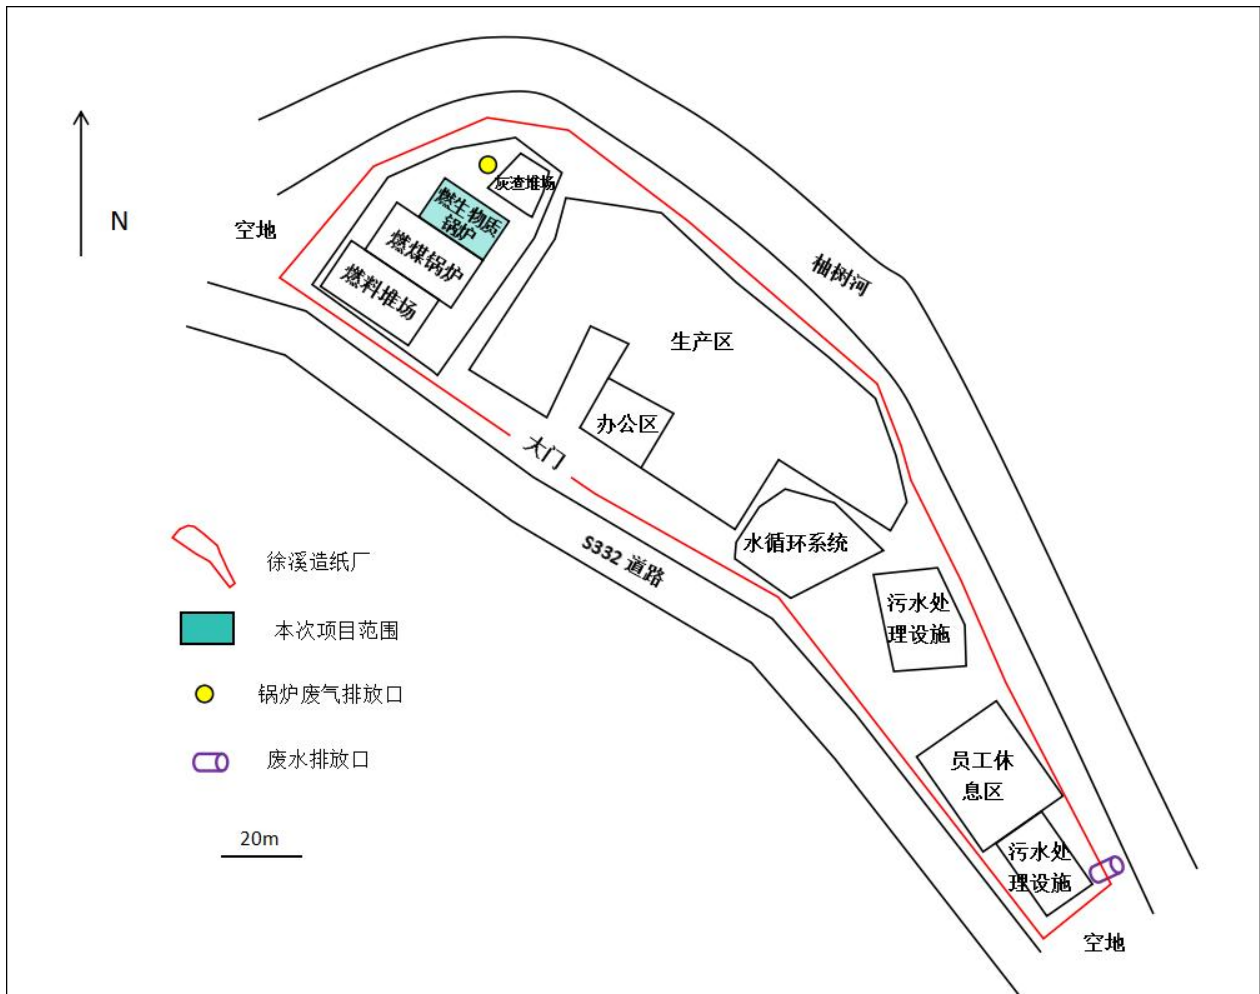 灰渣堆场
燃生物质
锅炉
N
空地
燃煤锅炉
柚树河
燃料堆场
生产区
办公区
大门
水循环系统
S332 道路
徐溪造纸厂
污水处
理设施
本次项目范围
锅炉废气排放口
废水排放口
员工休
息区
20m
污水处
理设施
空地